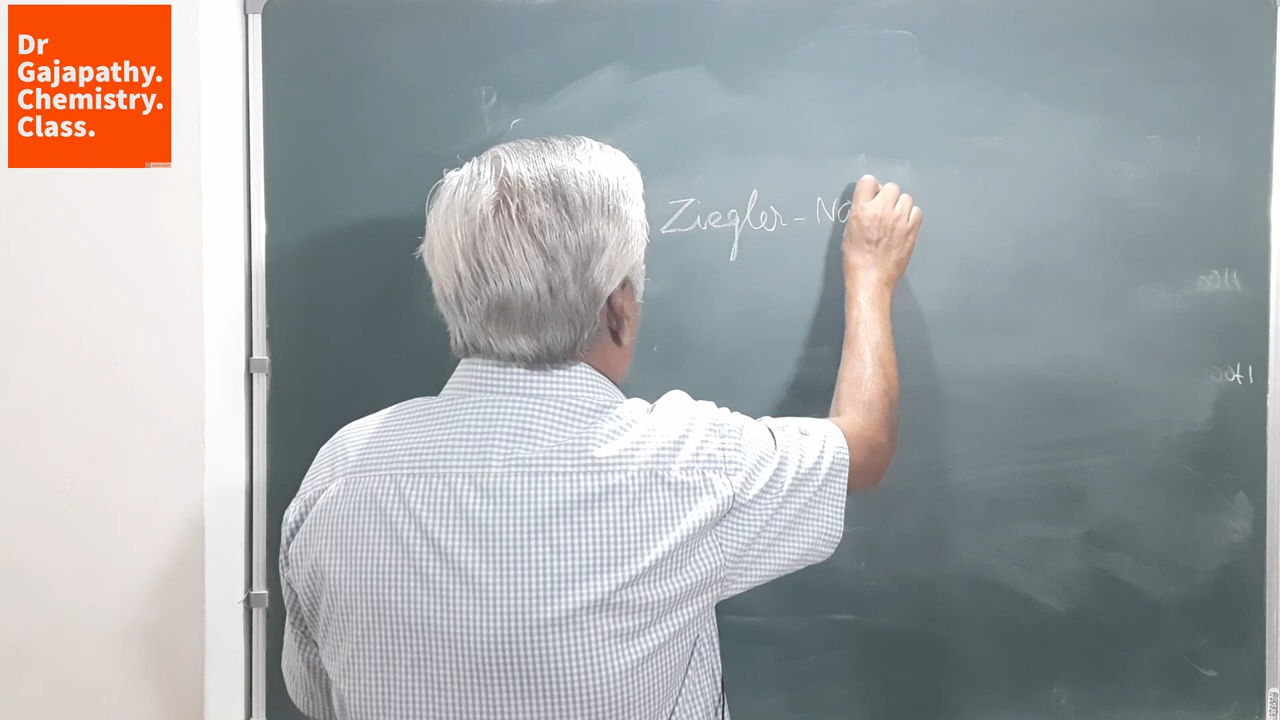 Dr
Gajapathy.
Chemistry.
Class.
Ziegler-Na